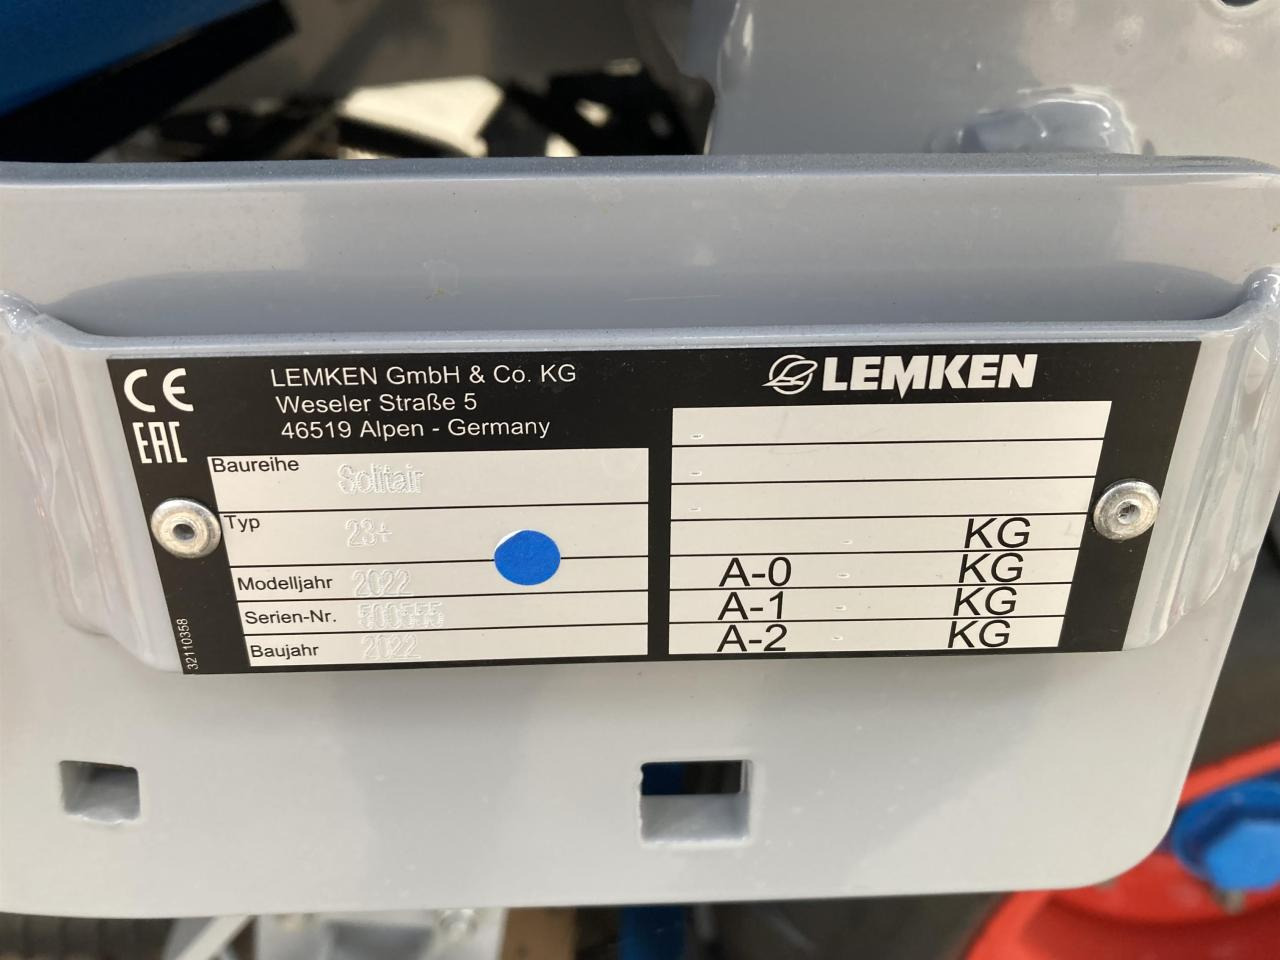 CE
EAC
LEMKEN GmbH & Co. KG
Weseler Straße 5
46519 Alpen - Germany
LEMKEN
Baureihe Solitair
Typ 23+
Modelljahr 2022
Serien-Nr. 500555
Baujahr 2022
32110358
-
-
-
- KG
A-0 - KG
A-1 - KG
A-2 - KG